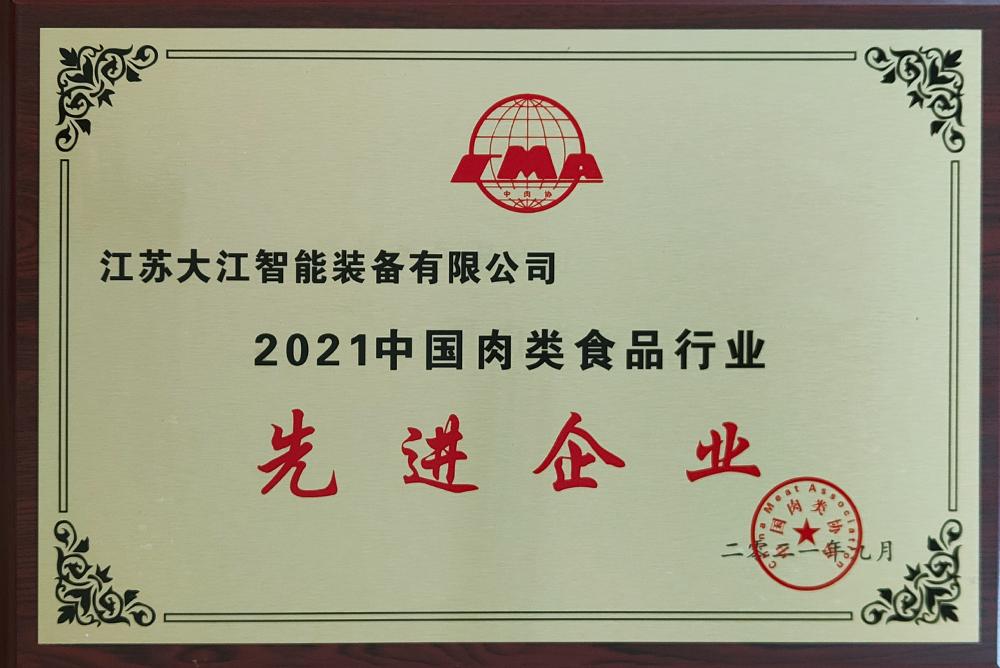 CMA
中肉协
江苏大江智能装备有限公司
2021中国肉类食品行业
先进企业
China Meat Association
中国肉类协会
二零二一年九月